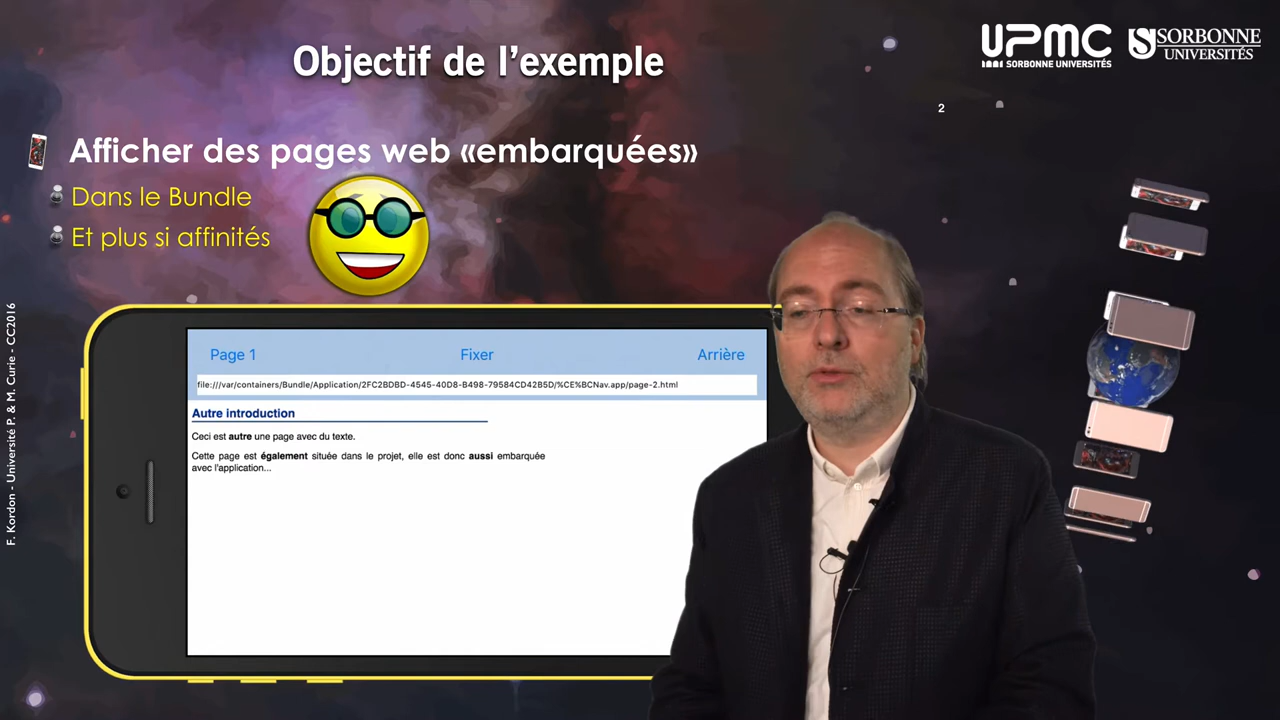 Objectif de l'exemple
UPMC
SORBONNE UNIVERSITÉS
SORBONNE
UNIVERSITÉS
2
Afficher des pages web «embarquées»
Dans le Bundle
Et plus si affinités
Page 1 Fixer Arrière
file:///var/containers/Bundle/Application/2FC2BDBD-4545-40D8-B498-79584CD42B5D/%CE%BCNav.app/page-2.html
Autre introduction
Ceci est autre une page avec du texte.
Cette page est également située dans le projet, elle est donc aussi embarquée
avec l'application...
F. Kordon - Université P. & M. Curie - CC2016